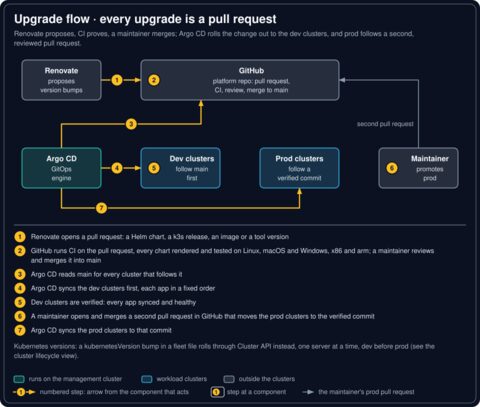 Upgrade flow · every upgrade is a pull request
Renovate proposes, CI proves, a maintainer merges; Argo CD rolls the change out to the dev clusters, and prod follows a second,
reviewed pull request.
Renovate
proposes
version bumps
1
2
GitHub
platform repo: pull request,
CI, review, merge to main
3
second pull request
Argo CD
GitOps
engine
4
5
Dev clusters
follow main
first
Prod clusters
follow a
verified commit
6
Maintainer
promotes
prod
7
1 Renovate opens a pull request: a Helm chart, a k3s release, an image or a tool version
2 GitHub runs CI on the pull request, every chart rendered and tested on Linux, macOS and Windows, x86 and arm; a maintainer reviews
and merges it into main
3 Argo CD reads main for every cluster that follows it
4 Argo CD syncs the dev clusters first, each app in a fixed order
5 Dev clusters are verified: every app synced and healthy
6 A maintainer opens and merges a second pull request in GitHub that moves the prod clusters to the verified commit
7 Argo CD syncs the prod clusters to that commit
Kubernetes versions: a kubernetesVersion bump in a fleet file rolls through Cluster API instead, one server at a time, dev before prod (see the
cluster lifecycle view).
runs on the management cluster
workload clusters
outside the clusters
1 numbered step: arrow from the component that acts
5 step at a component
the maintainer's prod pull request